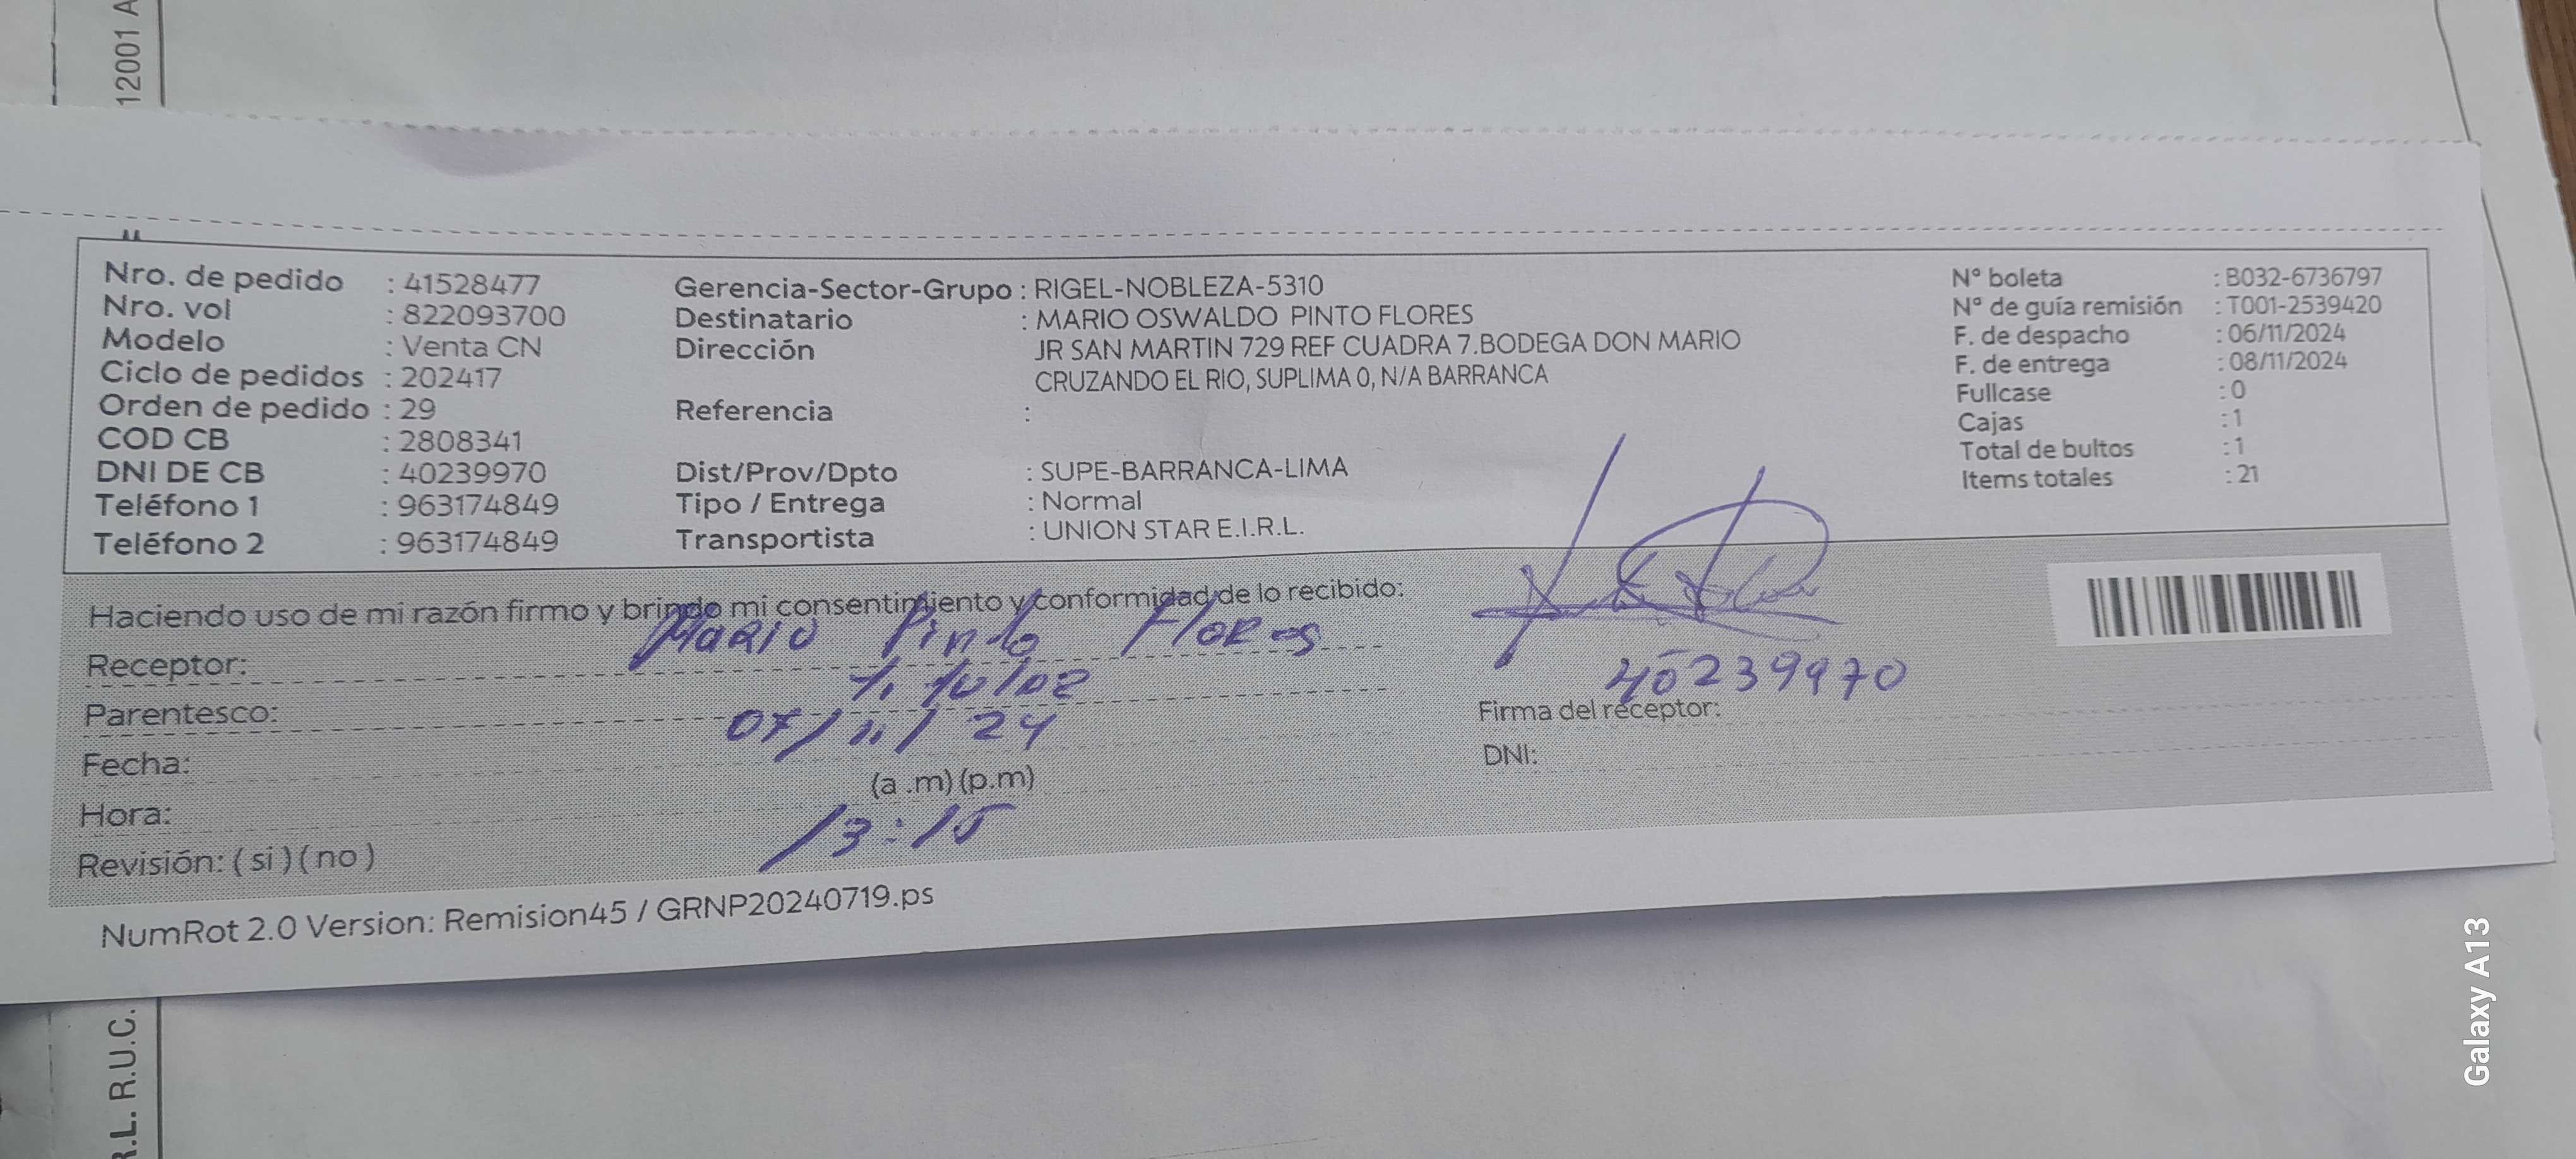 12001 A
Nro. de pedido : 41528477
Nro. vol : 822093700
Modelo : Venta CN
Ciclo de pedidos : 202417
Orden de pedido : 29
COD CB : 2808341
DNI DE CB : 40239970
Teléfono 1 : 963174849
Teléfono 2 : 963174849
Gerencia-Sector-Grupo : RIGEL-NOBLEZA-5310
Destinatario : MARIO OSWALDO PINTO FLORES
Dirección JR SAN MARTIN 729 REF CUADRA 7.BODEGA DON MARIO
CRUZANDO EL RIO, SUPLIMA 0, N/A BARRANCA
Referencia :
Dist/Prov/Dpto : SUPE-BARRANCA-LIMA
Tipo / Entrega : Normal
Transportista : UNION STAR E.I.R.L.
N° boleta : B032-6736797
N° de guía remisión : T001-2539420
F. de despacho : 06/11/2024
F. de entrega : 08/11/2024
Fullcase : 0
Cajas : 1
Total de bultos : 1
Items totales : 21
Haciendo uso de mi razón firmo y brindo mi consentimiento y conformidad de lo recibido:
Receptor: Mario Pinto Flores
Parentesco:
Fecha: 07/11/24
(a .m) (p.m)
Hora: 13:15
Revisión: ( si ) ( no )
40239970
Firma del receptor:
DNI:
NumRot 2.0 Version: Remision45 / GRNP20240719.ps
R.L. R.U.C.
Galaxy A13